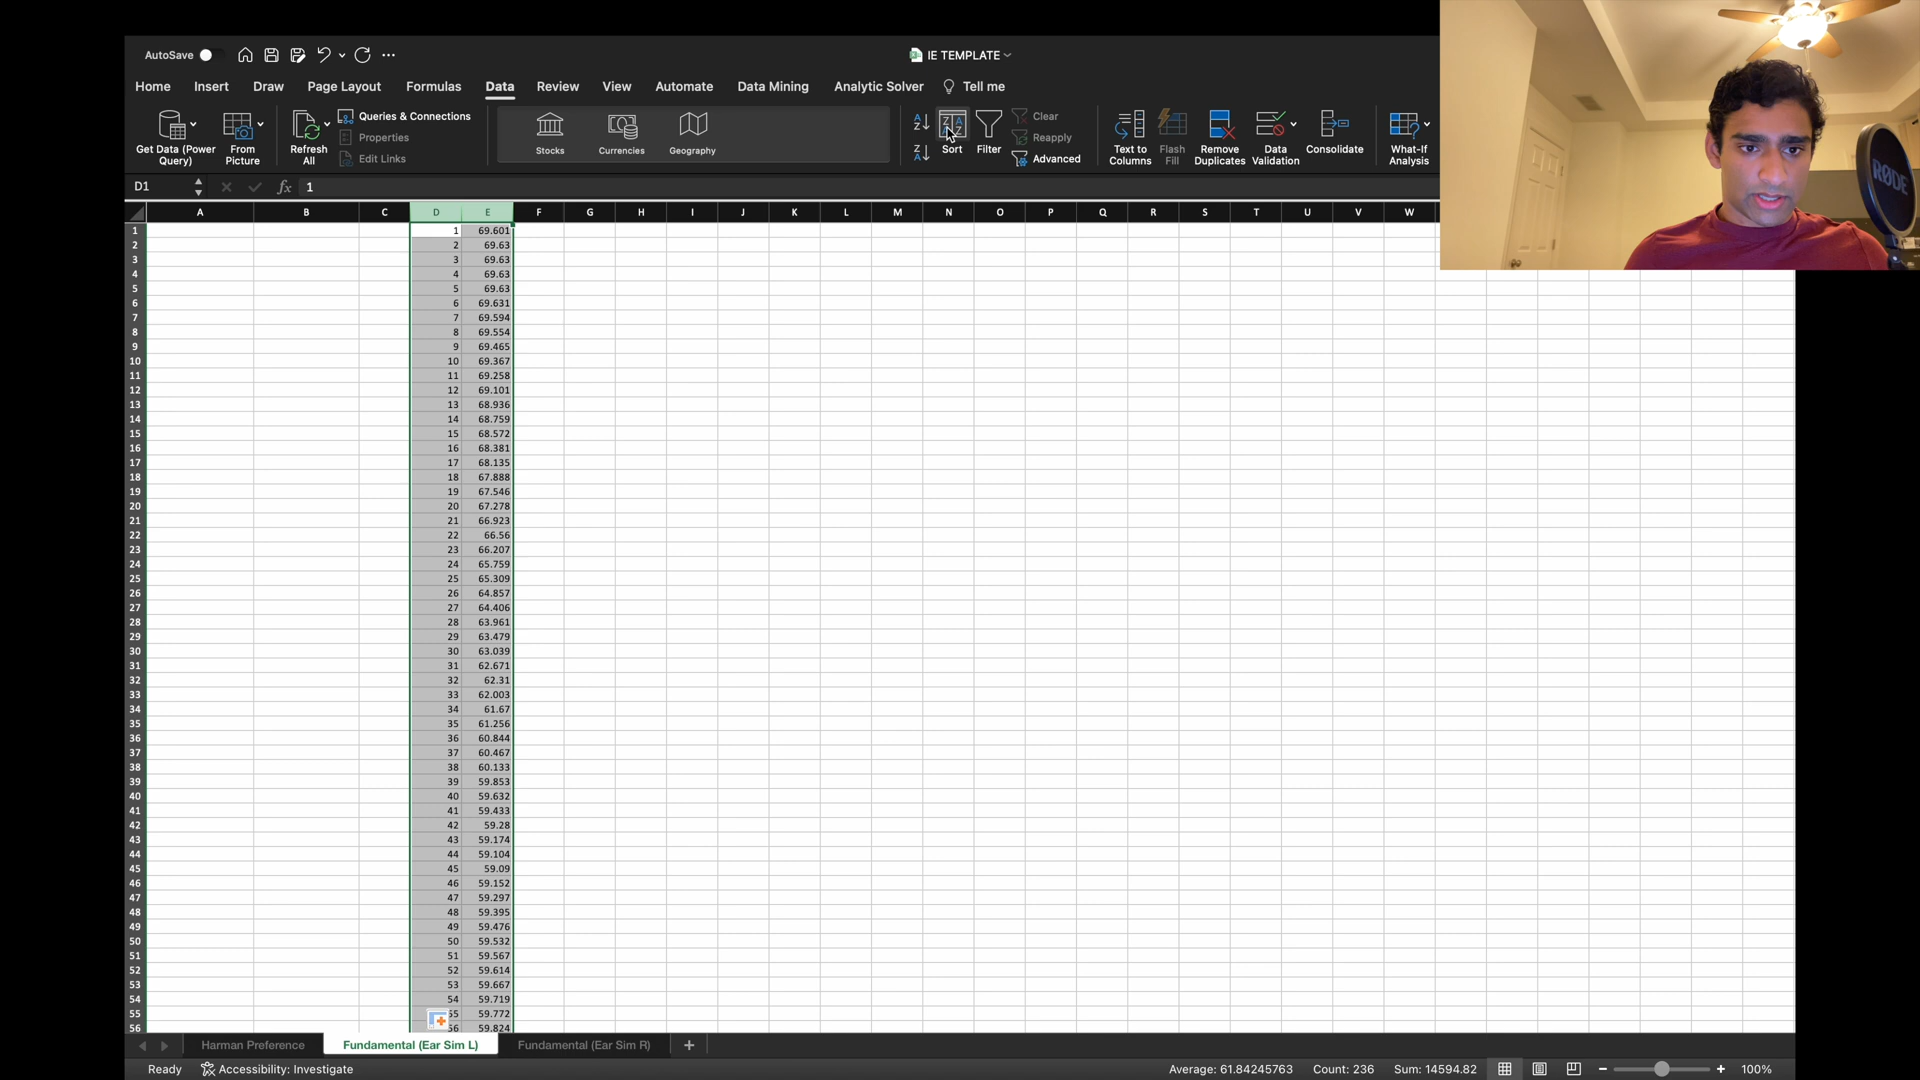 AutoSave
IE TEMPLATE
Home Insert Draw Page Layout Formulas Data Review View Automate Data Mining Analytic Solver Tell me
Get Data (Power Query)
From Picture
Refresh All
Queries & Connections
Properties
Edit Links
Stocks
Currencies
Geography
Sort
Filter
Clear
Reapply
Advanced
Text to Columns
Flash Fill
Remove Duplicates
Data Validation
Consolidate
What-If Analysis
RØDE
D1 fx 1
A B C D E F G H I J K L M N O P Q R S T U V W
1 1 69.601
2 2 69.63
3 3 69.63
4 4 69.63
5 5 69.63
6 6 69.631
7 7 69.594
8 8 69.554
9 9 69.465
10 10 69.367
11 11 69.258
12 12 69.101
13 13 68.936
14 14 68.759
15 15 68.572
16 16 68.381
17 17 68.135
18 18 67.888
19 19 67.546
20 20 67.278
21 21 66.923
22 22 66.56
23 23 66.207
24 24 65.759
25 25 65.309
26 26 64.857
27 27 64.406
28 28 63.961
29 29 63.479
30 30 63.039
31 31 62.671
32 32 62.31
33 33 62.003
34 34 61.67
35 35 61.256
36 36 60.844
37 37 60.467
38 38 60.133
39 39 59.853
40 40 59.632
41 41 59.433
42 42 59.28
43 43 59.174
44 44 59.104
45 45 59.09
46 46 59.152
47 47 59.297
48 48 59.395
49 49 59.476
50 50 59.532
51 51 59.567
52 52 59.614
53 53 59.667
54 54 59.719
55 55 59.772
56 56 59.824
Harman Preference Fundamental (Ear Sim L) Fundamental (Ear Sim R) +
Ready Accessibility: Investigate Average: 61.84245763 Count: 236 Sum: 14594.82 100%